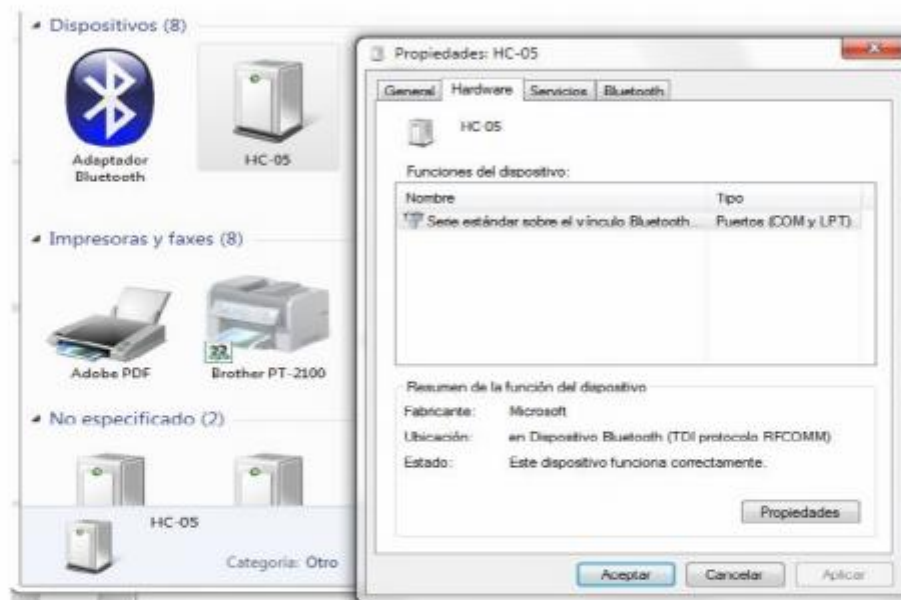 Dispositivos (8)
Adaptador
Bluetooth
HC-05
Impresoras y faxes (8)
Adobe PDF
Brother PT-2100
No especificado (2)
HC-05
Categoría: Otro
Propiedades: HC-05
General Hardware Servicios Bluetooth
HC-05
Funciones del dispositivo:
Nombre Tipo
Serie estándar sobre el vínculo Bluetooth... Puertos (COM y LPT)
Resumen de la función del dispositivo
Fabricante: Microsoft
Ubicación: en Dispositivo Bluetooth (TDI protocolo RFCOMM)
Estado: Este dispositivo funciona correctamente.
Propiedades
Aceptar Cancelar Aplicar